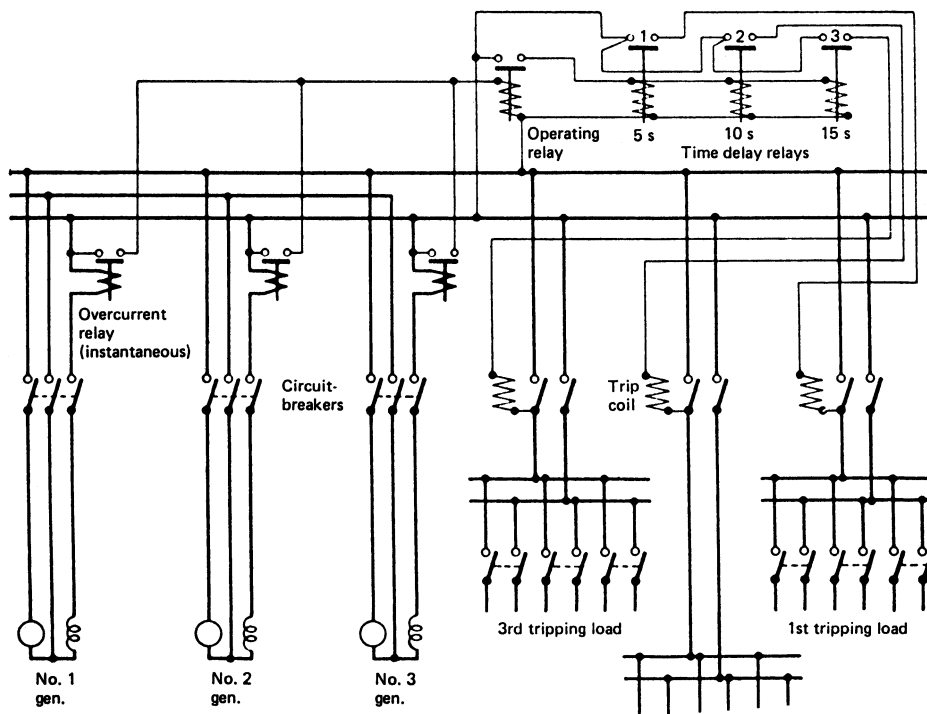 1
2
3
Operating
relay
5 s
10 s
15 s
Time delay relays
Overcurrent
relay
(instantaneous)
Circuit-
breakers
Trip
coil
3rd tripping load
1st tripping load
No. 1
gen.
No. 2
gen.
No. 3
gen.